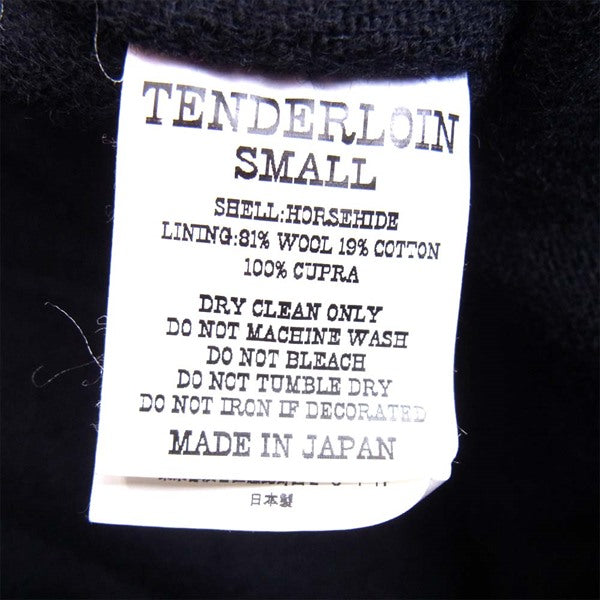 TENDERLOIN
SMALL
SHELL:HORSEHIDE
LINING:81% WOOL 19% COTTON
100% CUPRA
DRY CLEAN ONLY
DO NOT MACHINE WASH
DO NOT BLEACH
DO NOT TUMBLE DRY
DO NOT IRON IF DECORATED
MADE IN JAPAN
日本製